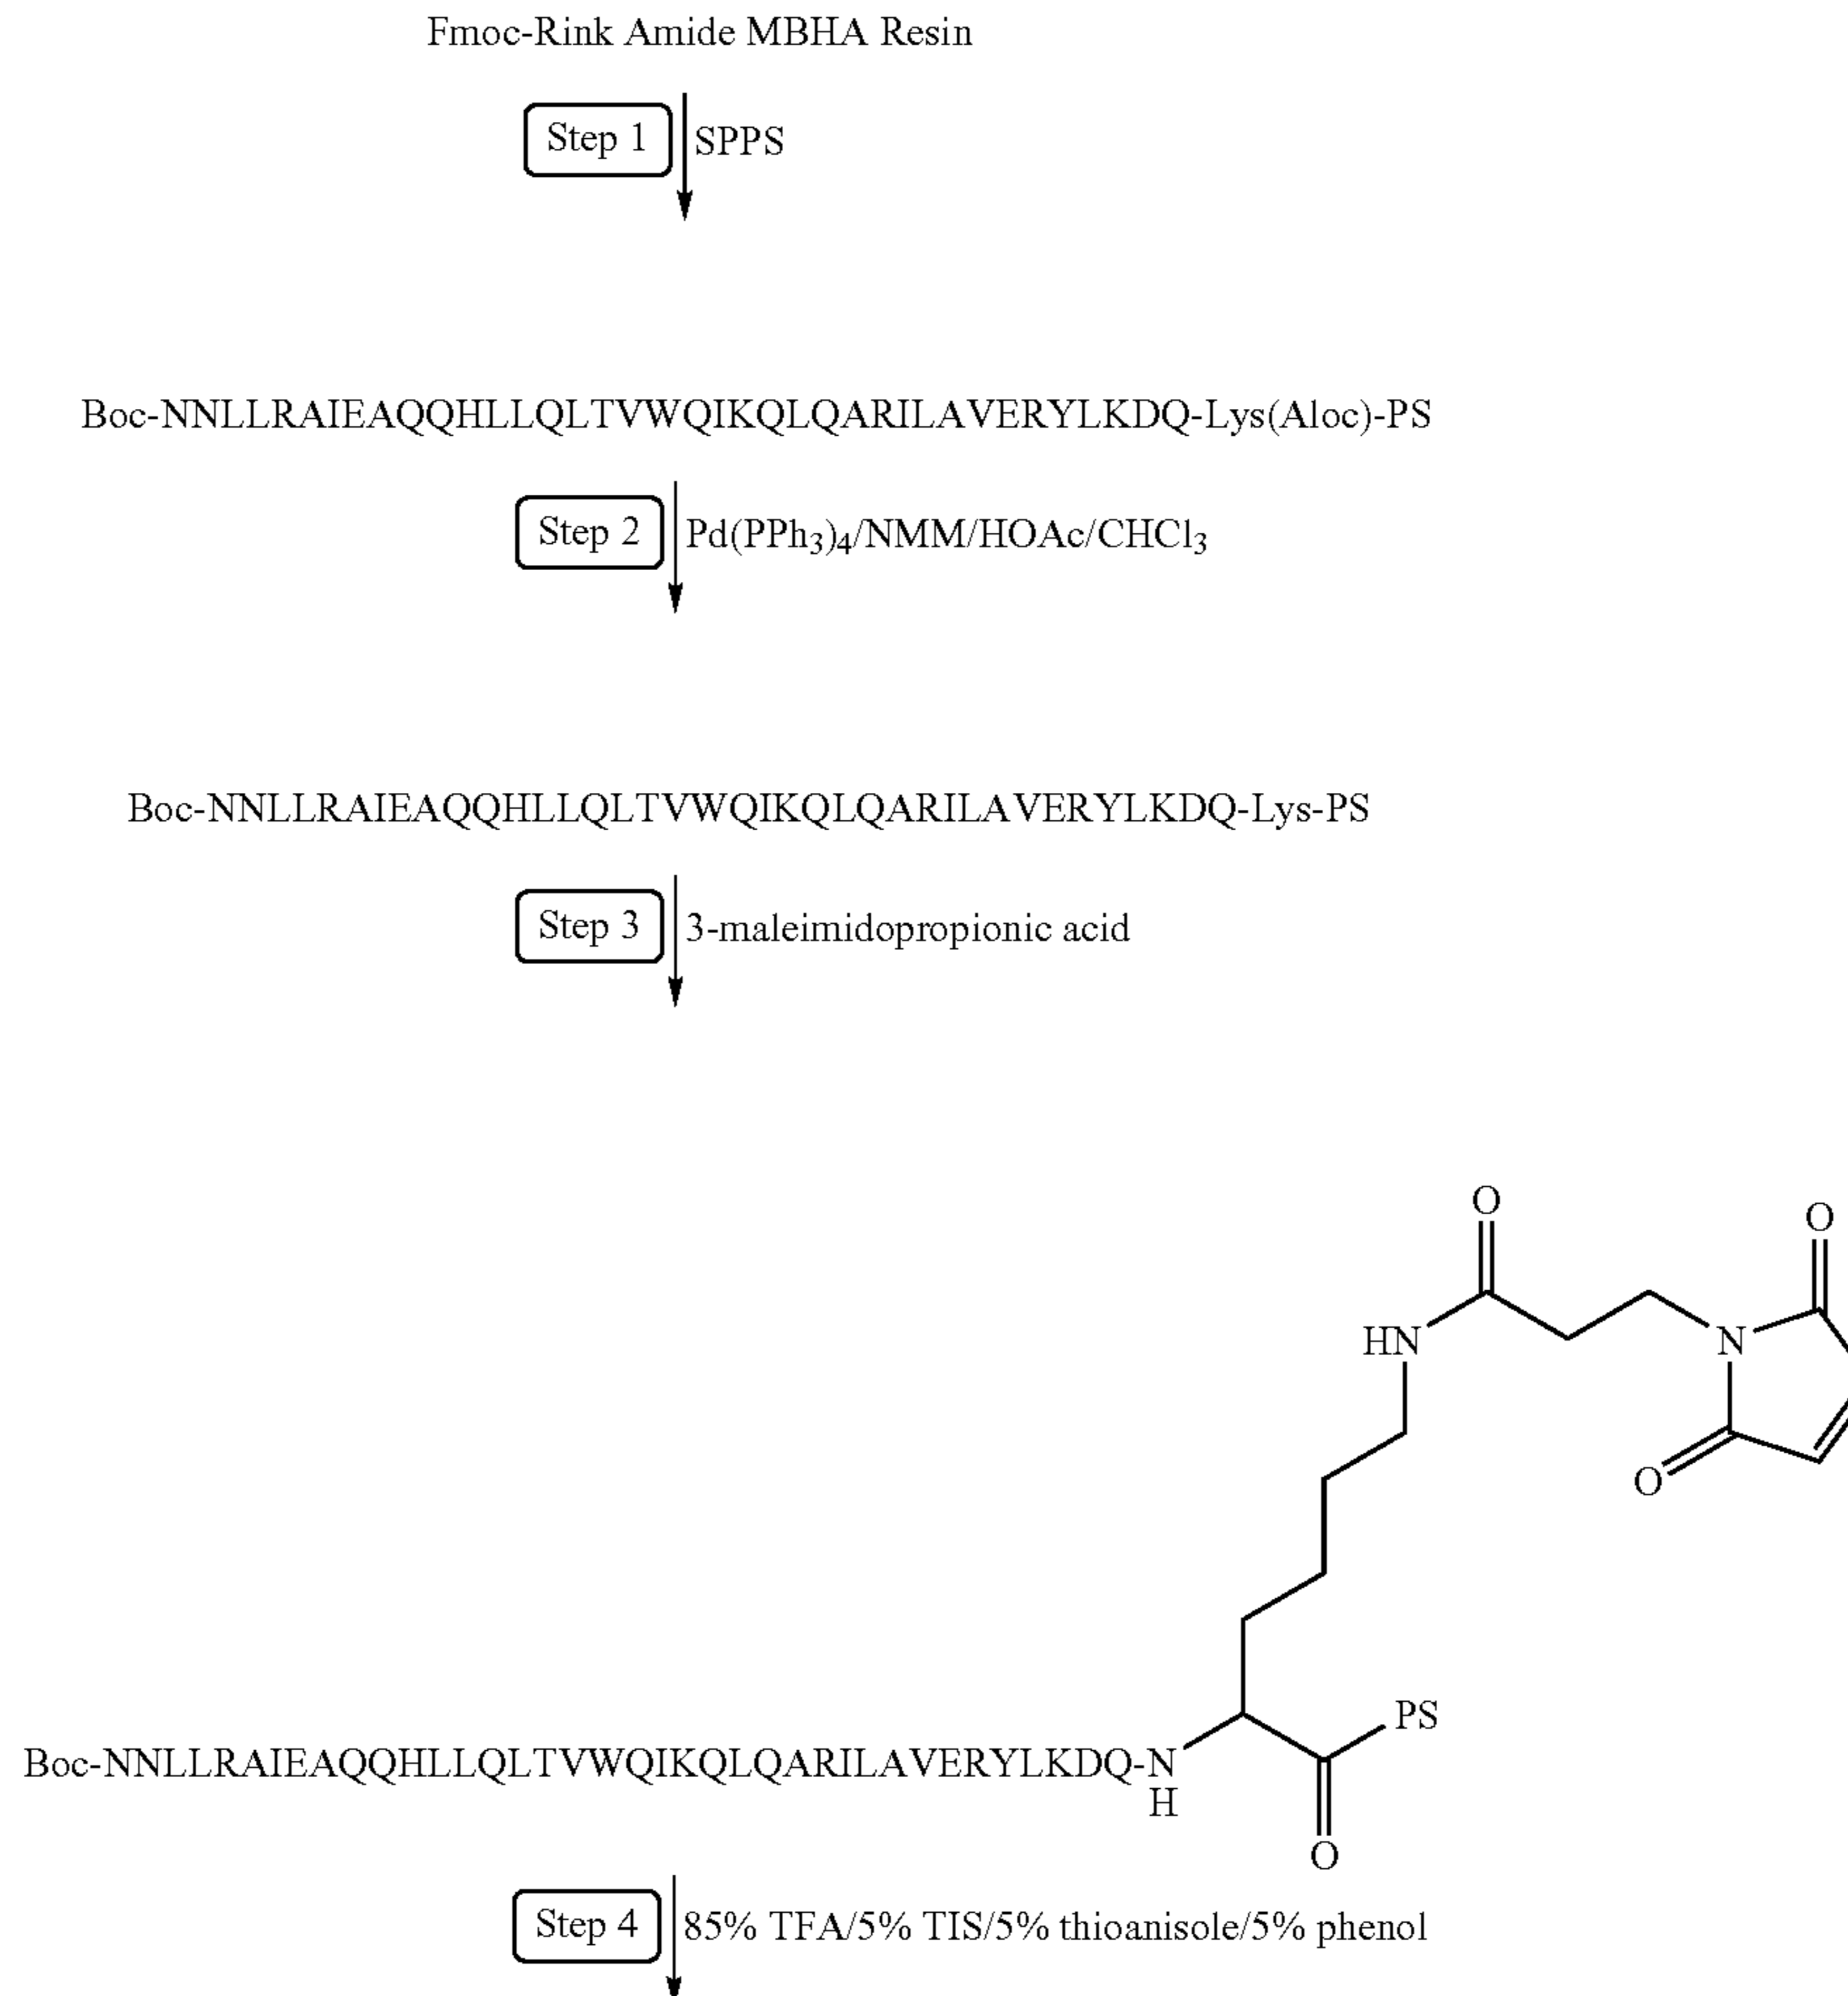 Fmoc-Rink Amide MBHA Resin
Step 1 SPPS
Boc-NNLLRAIEAQQHLLQLTVWQIKQLQARILAVERYLKDQ-Lys(Aloc)-PS
Step 2 Pd(PPh3)4/NMM/HOAc/CHCl3
Boc-NNLLRAIEAQQHLLQLTVWQIKQLQARILAVERYLKDQ-Lys-PS
Step 3 3-maleimidopropionic acid
O
O
HN
N
O
PS
Boc-NNLLRAIEAQQHLLQLTVWQIKQLQARILAVERYLKDQ-N
H
O
Step 4 85% TFA/5% TIS/5% thioanisole/5% phenol